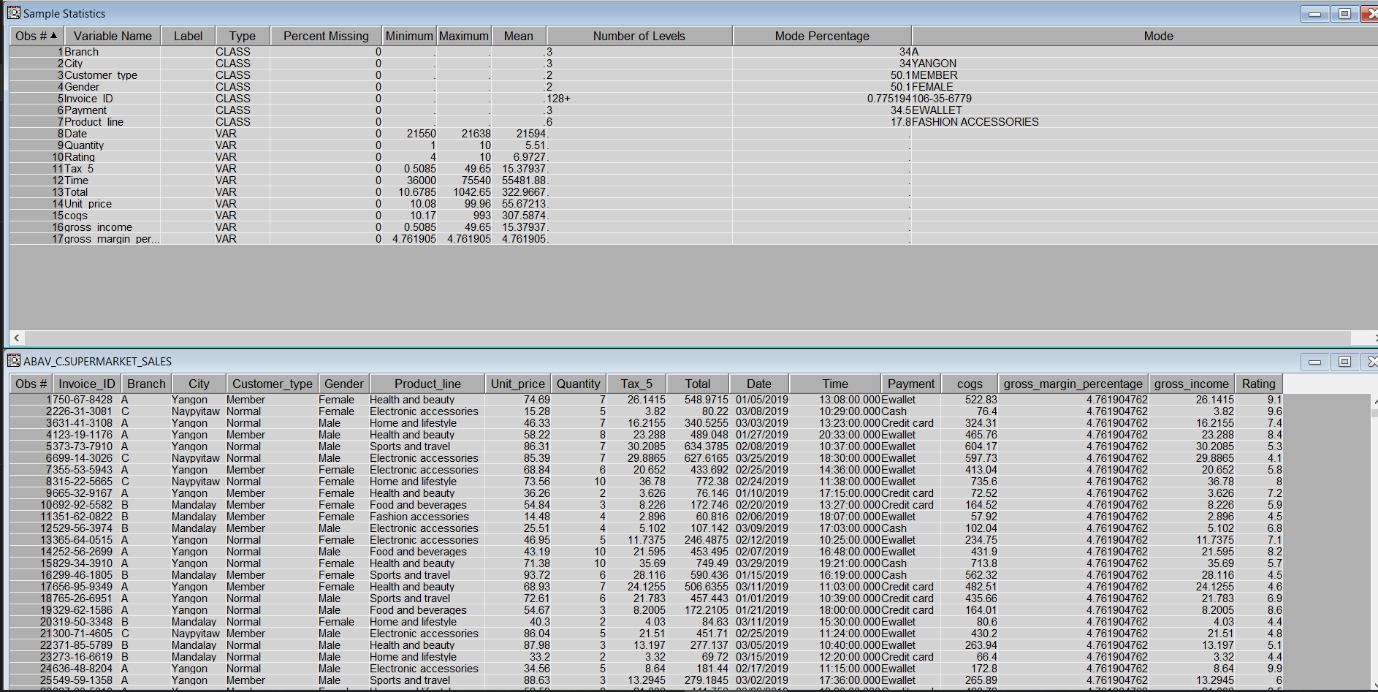 Sample Statistics
Obs # Variable Name Label Type Percent Missing Minimum Maximum Mean Number of Levels Mode Percentage Mode
1 Branch CLASS 0 . . . 3 34 A
2 City CLASS 0 . . . 3 34 YANGON
3 Customer_type CLASS 0 . . . 2 50.1 MEMBER
4 Gender CLASS 0 . . . 2 50.1 FEMALE
5 Invoice_ID CLASS 0 . . . 128+ 0.775194 106-35-6779
6 Payment CLASS 0 . . . 3 34.5 EWALLET
7 Product_line CLASS 0 . . . 6 17.8 FASHION ACCESSORIES
8 Date VAR 0 21550 21638 21594 . .
9 Quantity VAR 0 1 10 5.51 . .
10 Rating VAR 0 4 10 6.9727 . .
11 Tax_5 VAR 0 0.5085 49.65 15.37937 . .
12 Time VAR 0 36000 75540 55481.88 . .
13 Total VAR 0 10.6785 1042.65 322.9667 . .
14 Unit_price VAR 0 10.08 99.96 55.67213 . .
15 cogs VAR 0 10.17 993 307.5874 . .
16 gross_income VAR 0 0.5085 49.65 15.37937 . .
17 gross_margin_per... VAR 0 4.761905 4.761905 4.761905 . .
ABAV_C.SUPERMARKET_SALES
Obs # Invoice_ID Branch City Customer_type Gender Product_line Unit_price Quantity Tax_5 Total Date Time Payment cogs gross_margin_percentage gross_income Rating
1 750-67-8428 A Yangon Member Female Health and beauty 74.69 7 26.1415 548.9715 01/05/2019 13:08:00.000 Ewallet 522.83 4.761904762 26.1415 9.1
2 226-31-3081 C Naypyitaw Normal Female Electronic accessories 15.28 5 3.82 80.22 03/08/2019 10:29:00.000 Cash 76.4 4.761904762 3.82 9.6
3 631-41-3108 A Yangon Normal Male Home and lifestyle 46.33 7 16.2155 340.5255 03/03/2019 13:23:00.000 Credit card 324.31 4.761904762 16.2155 7.4
4 123-19-1176 A Yangon Member Male Health and beauty 58.22 8 23.288 489.048 01/27/2019 20:33:00.000 Ewallet 465.76 4.761904762 23.288 8.4
5 373-73-7910 A Yangon Normal Male Sports and travel 86.31 7 30.2085 634.3785 02/08/2019 10:37:00.000 Ewallet 604.17 4.761904762 30.2085 5.3
6 699-14-3026 C Naypyitaw Normal Male Electronic accessories 85.39 7 29.8865 627.6165 03/25/2019 18:30:00.000 Ewallet 597.73 4.761904762 29.8865 4.1
7 355-53-5943 A Yangon Member Female Electronic accessories 68.84 6 20.652 433.692 02/25/2019 14:36:00.000 Ewallet 413.04 4.761904762 20.652 5.8
8 315-22-5665 C Naypyitaw Normal Female Home and lifestyle 73.56 10 36.78 772.38 02/24/2019 11:38:00.000 Ewallet 735.6 4.761904762 36.78 8
9 665-32-9167 A Yangon Member Female Health and beauty 36.26 2 3.626 76.146 01/10/2019 17:15:00.000 Credit card 72.52 4.761904762 3.626 7.2
10 692-92-5582 B Mandalay Member Female Food and beverages 54.84 3 8.226 172.746 02/20/2019 13:27:00.000 Credit card 164.52 4.761904762 8.226 5.9
11 351-62-0822 B Mandalay Member Female Fashion accessories 14.48 4 2.896 60.816 02/06/2019 18:07:00.000 Ewallet 57.92 4.761904762 2.896 4.5
12 529-56-3974 B Mandalay Member Male Electronic accessories 25.51 4 5.102 107.142 03/09/2019 17:03:00.000 Cash 102.04 4.761904762 5.102 6.8
13 365-64-0515 A Yangon Normal Female Electronic accessories 46.95 5 11.7375 246.4875 02/12/2019 10:25:00.000 Ewallet 234.75 4.761904762 11.7375 7.1
14 252-56-2699 A Yangon Normal Male Food and beverages 43.19 10 21.595 453.495 02/07/2019 16:48:00.000 Ewallet 431.9 4.761904762 21.595 8.2
15 829-34-3910 A Yangon Normal Female Health and beauty 71.38 10 35.69 749.49 03/29/2019 19:21:00.000 Cash 713.8 4.761904762 35.69 5.7
16 299-46-1805 B Mandalay Member Female Sports and travel 93.72 6 28.116 590.436 01/15/2019 16:19:00.000 Cash 562.32 4.761904762 28.116 4.5
17 656-95-9349 A Yangon Member Female Health and beauty 68.93 7 24.1255 506.6355 03/11/2019 11:03:00.000 Credit card 482.51 4.761904762 24.1255 4.6
18 765-26-6951 A Yangon Normal Male Sports and travel 72.61 6 21.783 457.443 01/01/2019 10:39:00.000 Credit card 435.66 4.761904762 21.783 6.9
19 329-62-1586 A Yangon Normal Male Food and beverages 54.67 3 8.2005 172.2105 01/21/2019 18:00:00.000 Credit card 164.01 4.761904762 8.2005 8.6
20 319-50-3348 B Mandalay Normal Female Home and lifestyle 40.3 2 4.03 84.63 03/11/2019 15:30:00.000 Ewallet 80.6 4.761904762 4.03 4.4
21 300-71-4605 C Naypyitaw Member Male Electronic accessories 86.04 5 21.51 451.71 02/25/2019 11:24:00.000 Ewallet 430.2 4.761904762 21.51 4.8
22 371-85-5789 B Mandalay Normal Male Health and beauty 87.98 3 13.197 277.137 03/05/2019 10:40:00.000 Ewallet 263.94 4.761904762 13.197 5.1
23 273-16-6619 B Mandalay Normal Male Home and lifestyle 33.2 2 3.32 69.72 03/15/2019 12:20:00.000 Credit card 66.4 4.761904762 3.32 4.4
24 636-48-8204 A Yangon Normal Male Electronic accessories 34.56 5 8.64 181.44 02/17/2019 11:15:00.000 Ewallet 172.8 4.761904762 8.64 9.9
25 549-59-1358 A Yangon Member Male Sports and travel 88.63 3 13.2945 279.1845 03/02/2019 17:36:00.000 Ewallet 265.89 4.761904762 13.2945 6